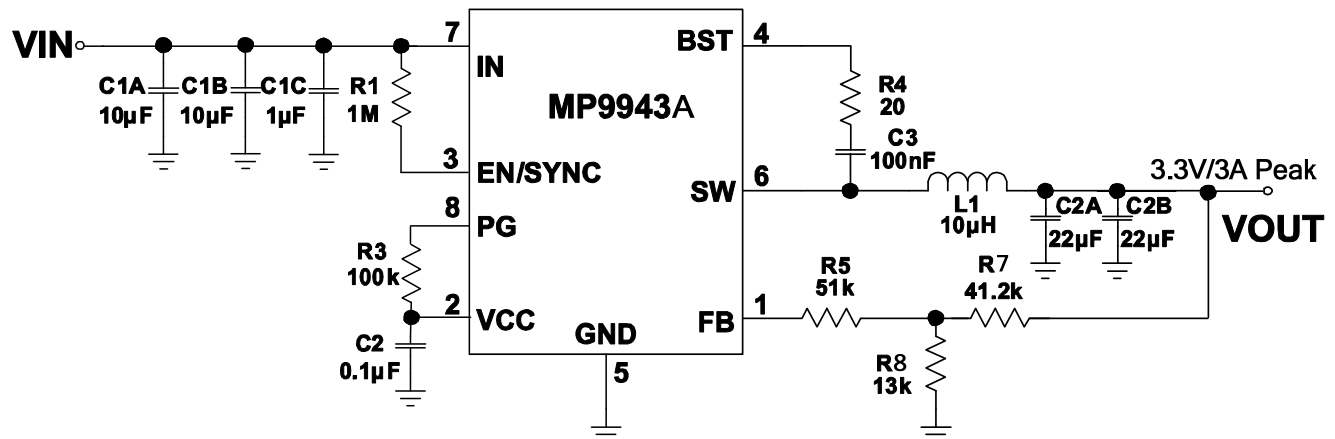 VIN
C1A
10µF
C1B
10µF
C1C
1µF
R1
1M
7
IN
MP9943A
BST
4
R4
20
C3
100nF
3
EN/SYNC
SW
6
L1
10µH
3.3V/3A Peak
C2A
22µF
C2B
22µF
VOUT
8
PG
R3
100k
2
VCC
C2
0.1µF
GND
5
FB
1
R5
51k
R7
41.2k
R8
13k